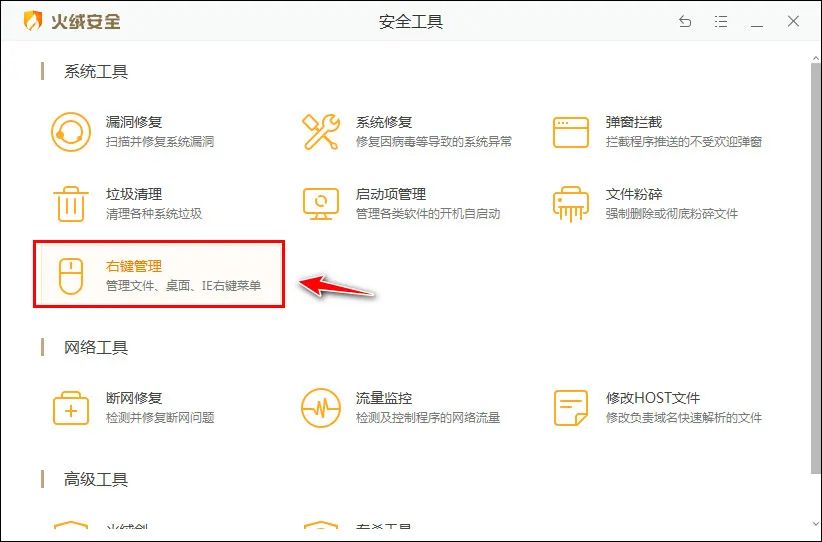 火绒安全
安全工具
系统工具
漏洞修复
扫描并修复系统漏洞
系统修复
修复因病毒等导致的系统异常
弹窗拦截
拦截程序推送的不受欢迎弹窗
垃圾清理
清理各种系统垃圾
启动项管理
管理各类软件的开机自启动
文件粉碎
强制删除或彻底粉碎文件
右键管理
管理文件、桌面、IE右键菜单
网络工具
断网修复
检测并修复断网问题
流量监控
检测及控制程序的网络流量
修改HOST文件
修改负责域名快速解析的文件
高级工具
火绒剑
专杀工具